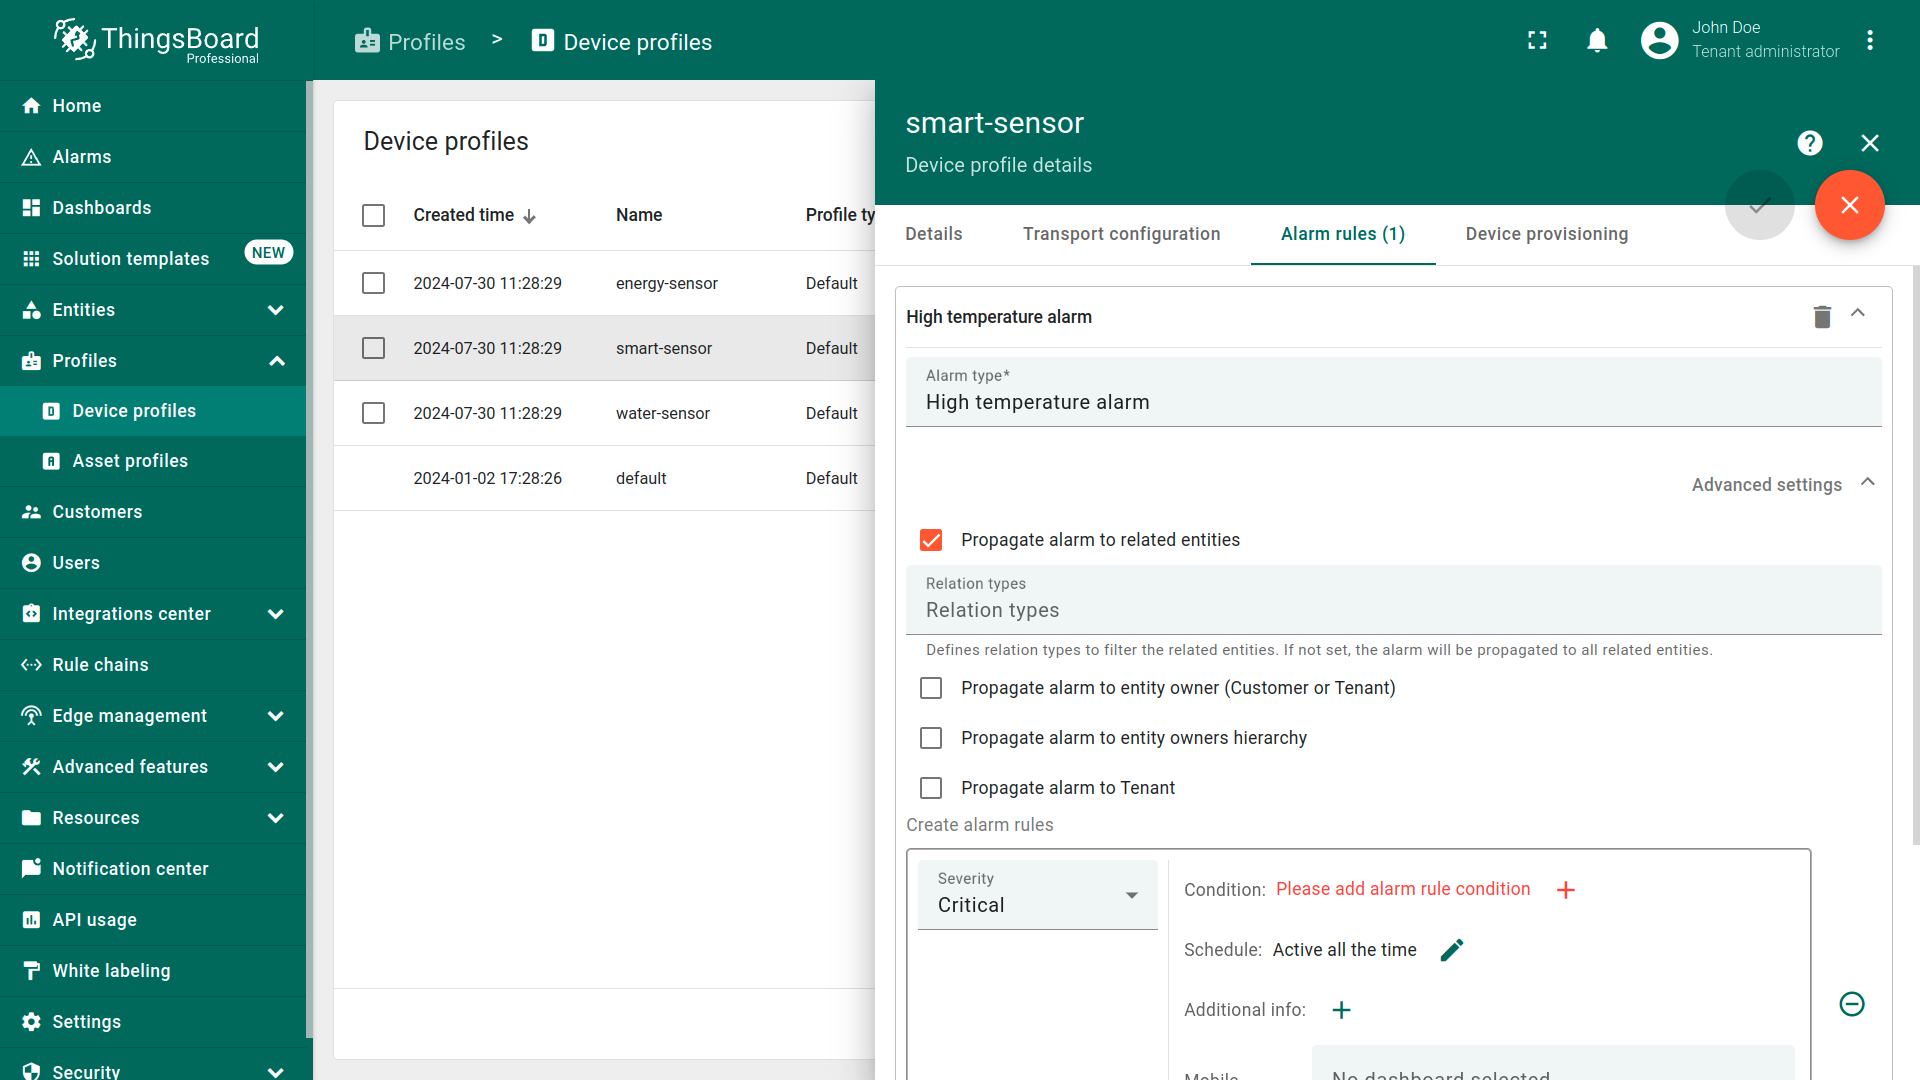 ThingsBoard
Professional
Profiles > Device profiles
John Doe
Tenant administrator
Home
Alarms
Dashboards
Solution templates NEW
Entities
Profiles
Device profiles
Asset profiles
Customers
Users
Integrations center
Rule chains
Edge management
Advanced features
Resources
Notification center
API usage
White labeling
Settings
Security
Device profiles
Created time Name Profile ty
2024-07-30 11:28:29 energy-sensor Default
2024-07-30 11:28:29 smart-sensor Default
2024-07-30 11:28:29 water-sensor Default
2024-01-02 17:28:26 default Default
smart-sensor
Device profile details
Details Transport configuration Alarm rules (1) Device provisioning
High temperature alarm
Alarm type*
High temperature alarm
Advanced settings
Propagate alarm to related entities
Relation types
Relation types
Defines relation types to filter the related entities. If not set, the alarm will be propagated to all related entities.
Propagate alarm to entity owner (Customer or Tenant)
Propagate alarm to entity owners hierarchy
Propagate alarm to Tenant
Create alarm rules
Severity
Critical
Condition: Please add alarm rule condition
Schedule: Active all the time
Additional info:
Mobile
No dashboard selected